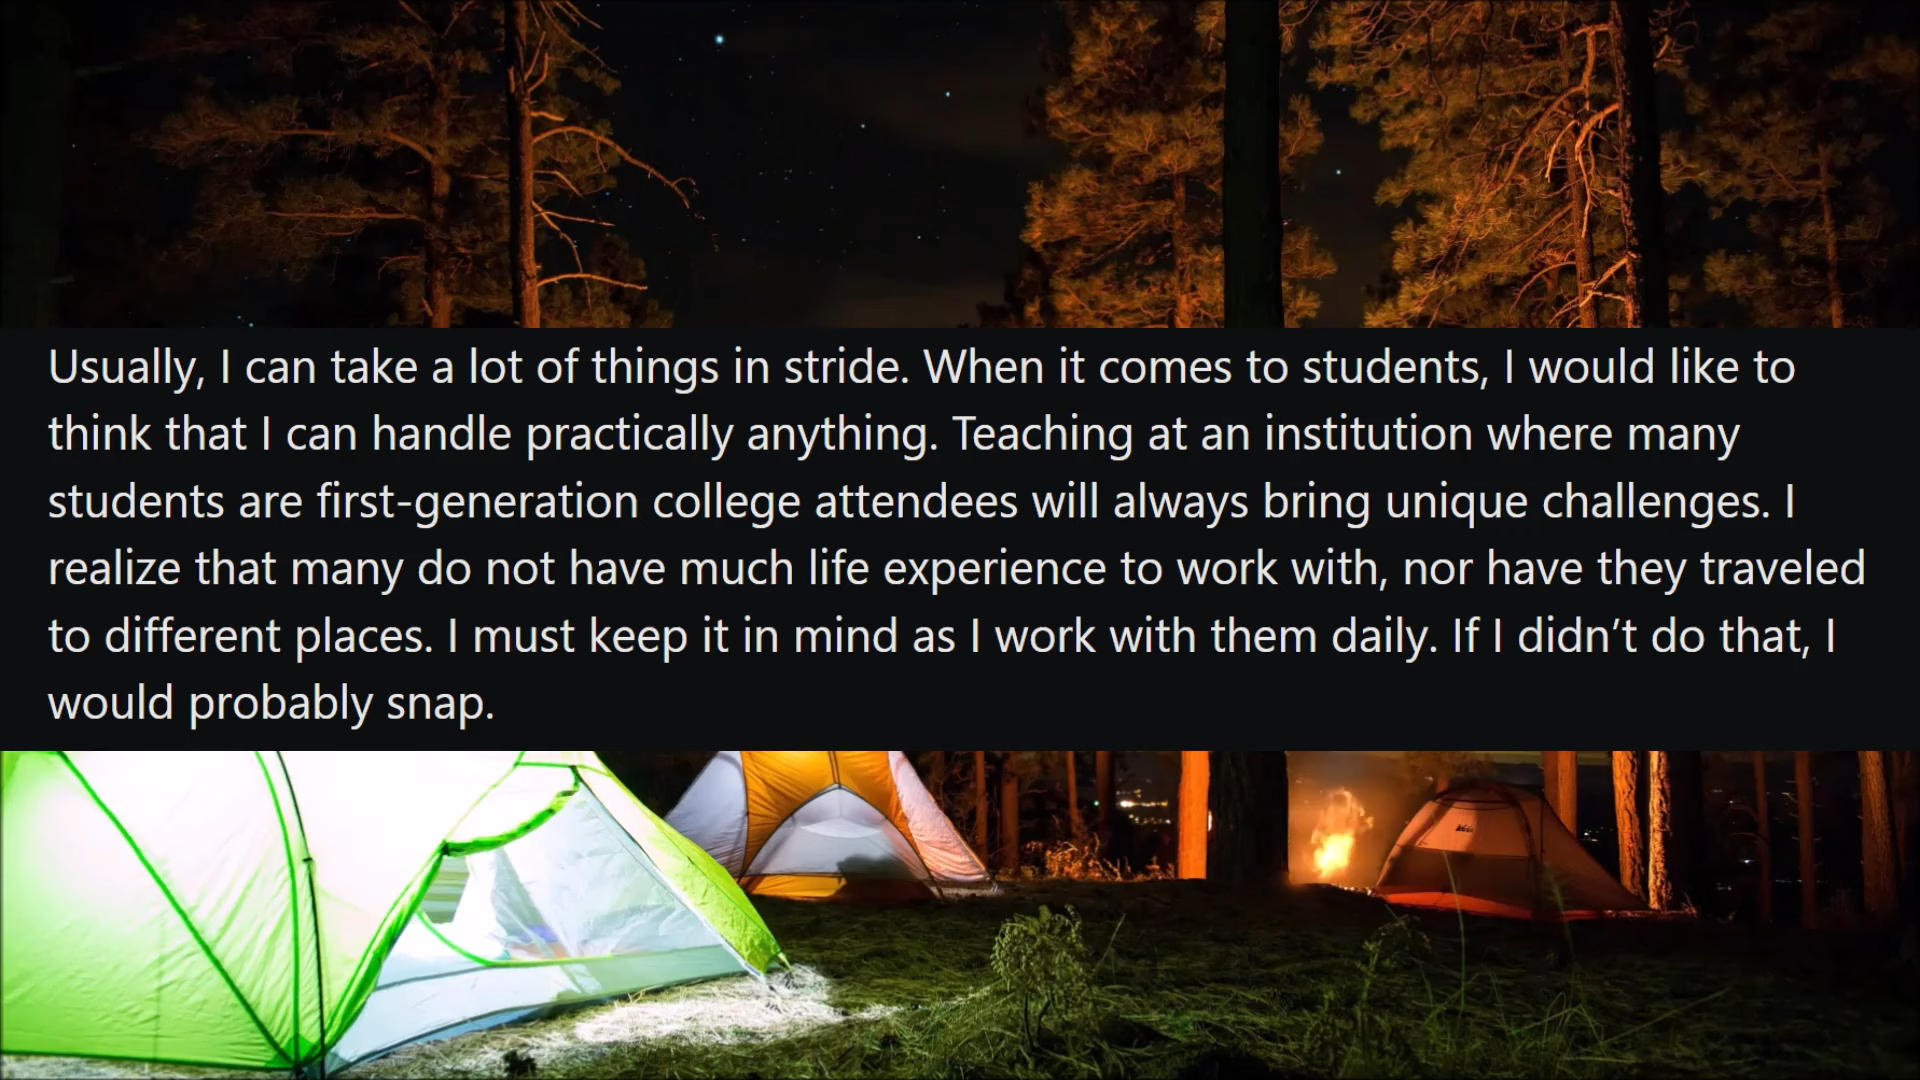 Usually, I can take a lot of things in stride. When it comes to students, I would like to
think that I can handle practically anything. Teaching at an institution where many
students are first-generation college attendees will always bring unique challenges. I
realize that many do not have much life experience to work with, nor have they traveled
to different places. I must keep it in mind as I work with them daily. If I didn’t do that, I
would probably snap.